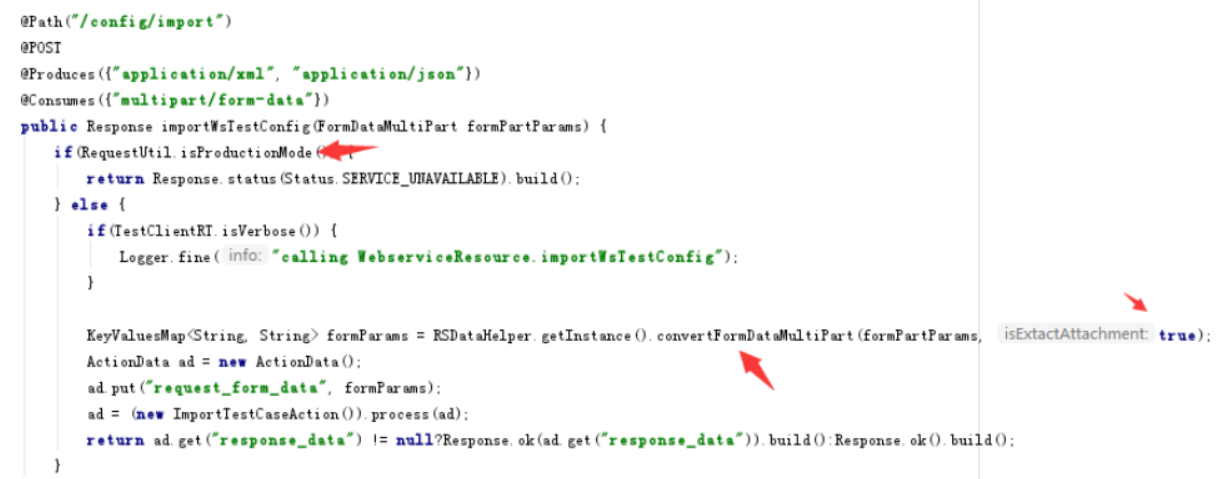 @Path("/config/import")
@POST
@Produces({"application/xml", "application/json"})
@Consumes({"multipart/form-data"})
public Response importWsTestConfig(FormDataMultiPart formPartParams) {
if(RequestUtil.isProductionMode()) {
return Response.status(Status.SERVICE_UNAVAILABLE).build();
} else {
if(TestClientRT.isVerbose()) {
Logger.fine( info: "calling WebserviceResource.importWsTestConfig");
}
KeyValuesMap<String, String> formParams = RSDataHelper.getInstance().convertFormDataMultiPart(formPartParams, isExtactAttachment: true);
ActionData ad = new ActionData();
ad.put("request_form_data", formParams);
ad = (new ImportTestCaseAction()).process(ad);
return ad.get("response_data") != null?Response.ok(ad.get("response_data")).build():Response.ok().build();
}